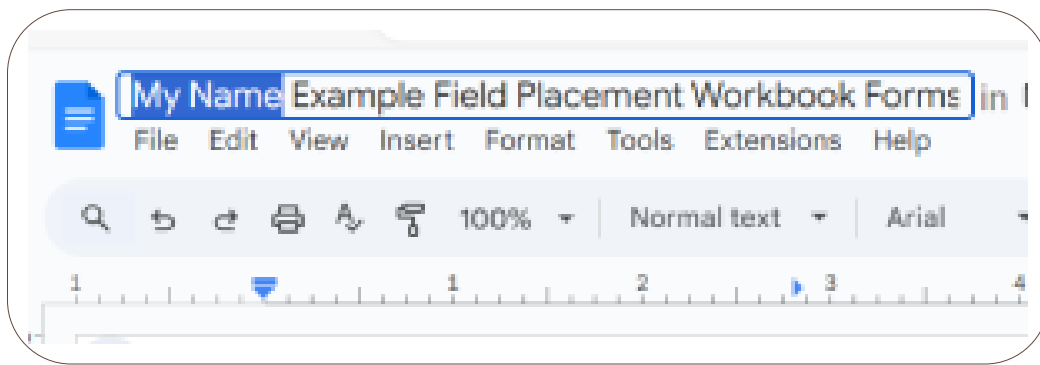 My Name Example Field Placement Workbook Forms in
File Edit View Insert Format Tools Extensions Help
100% Normal text Arial
1 1 2 3 4